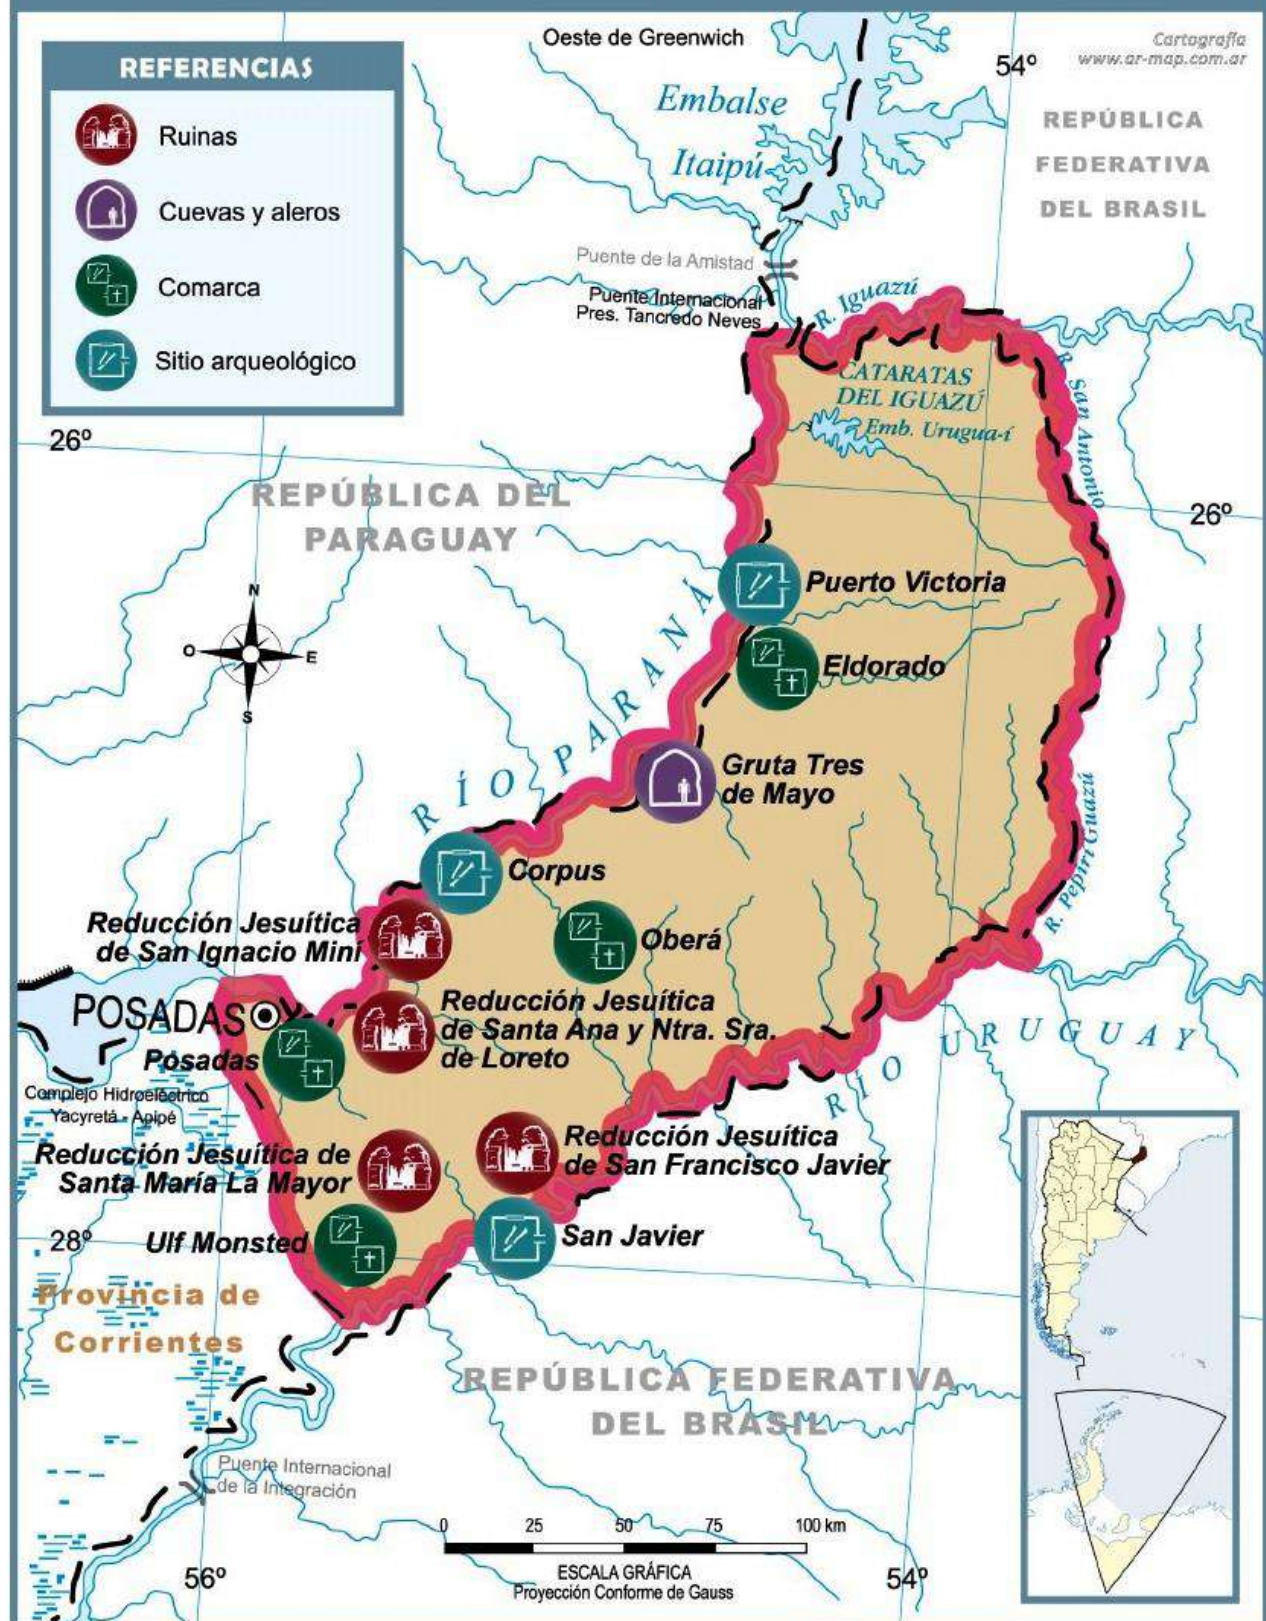 REFERENCIAS
Ruinas
Cuevas y aleros
Comarca
Sitio arqueológico
Oeste de Greenwich
54º
Cartografía
www.ar-map.com.ar
Embalse
Itaipú
REPÚBLICA
FEDERATIVA
DEL BRASIL
Puente de la Amistad
Puente Internacional
Pres. Tancredo Neves
R. Iguazú
CATARATAS
DEL IGUAZÚ
Emb. Urugua-í
R. San Antonio
26º
26º
REPÚBLICA DEL
PARAGUAY
N
O
E
S
RÍO PARANÁ
Puerto Victoria
Eldorado
Gruta Tres
de Mayo
R. Pepirí Guazú
Corpus
Reducción Jesuítica
de San Ignacio Miní
Oberá
POSADAS
Posadas
Reducción Jesuítica
de Santa Ana y Ntra. Sra.
de Loreto
RÍO URUGUAY
Complejo Hidroeléctrico
Yacyretá - Apipé
Reducción Jesuítica de
Santa María La Mayor
Reducción Jesuítica
de San Francisco Javier
28º
Ulf Monsted
San Javier
Provincia de
Corrientes
REPÚBLICA FEDERATIVA
DEL BRASIL
Puente Internacional
de la Integración
0 25 50 75 100 km
ESCALA GRÁFICA
Proyección Conforme de Gauss
56º
54º